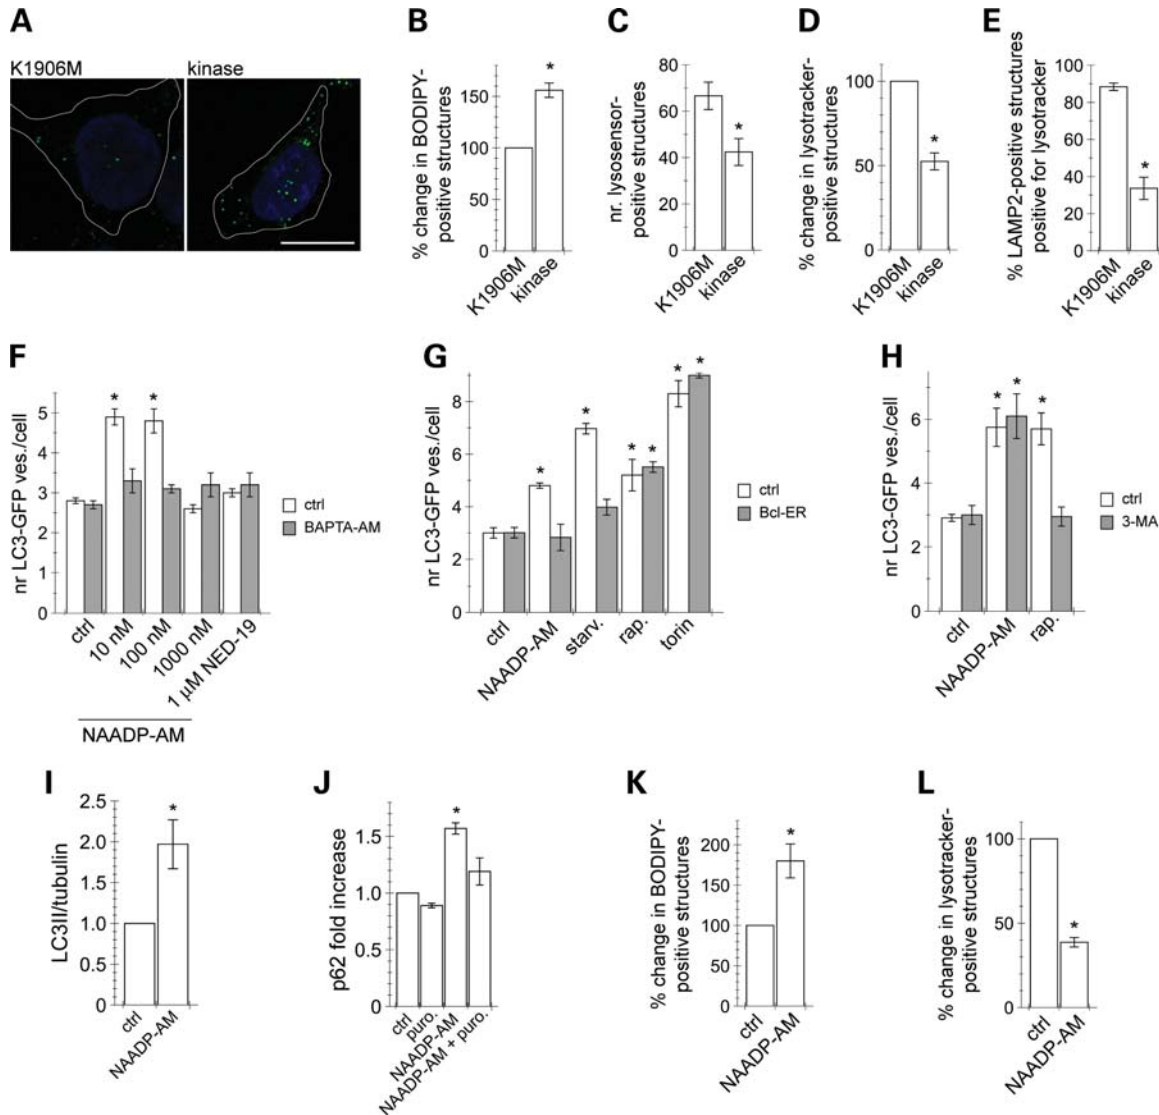 A
K1906M
kinase
B
% change in BODIPY-
positive structures
150
100
50
0
*
K1906M
kinase
C
nr. lysosensor-
positive structures
80
60
40
20
0
*
K1906M
kinase
D
% change in lysotracker-
positive structures
100
50
0
*
K1906M
kinase
E
% LAMP2-positive structures
positive for lysotracker
100
80
60
40
20
0
*
K1906M
kinase
F
nr LC3-GFP ves./cell
5
4
3
2
1
0
* *
ctrl
10 nM
100 nM
1000 nM
1 µM NED-19
NAADP-AM
ctrl
BAPTA-AM
G
nr LC3-GFP ves./cell
8
6
4
2
0
* * * * * *
ctrl
NAADP-AM
starv.
rap.
torin
ctrl
Bcl-ER
H
nr LC3-GFP ves./cell
8
6
4
2
0
* * *
ctrl
NAADP-AM
rap.
ctrl
3-MA
I
LC3II/tubulin
2.5
2.0
1.5
1.0
0.5
0
*
ctrl
NAADP-AM
J
p62 fold increase
1.5
1.0
0.5
0
*
ctrl
puro.
NAADP-AM
NAADP-AM + puro.
K
% change in BODIPY-
positive structures
200
150
100
50
0
*
ctrl
NAADP-AM
L
% change in lysotracker-
positive structures
100
50
0
*
ctrl
NAADP-AM